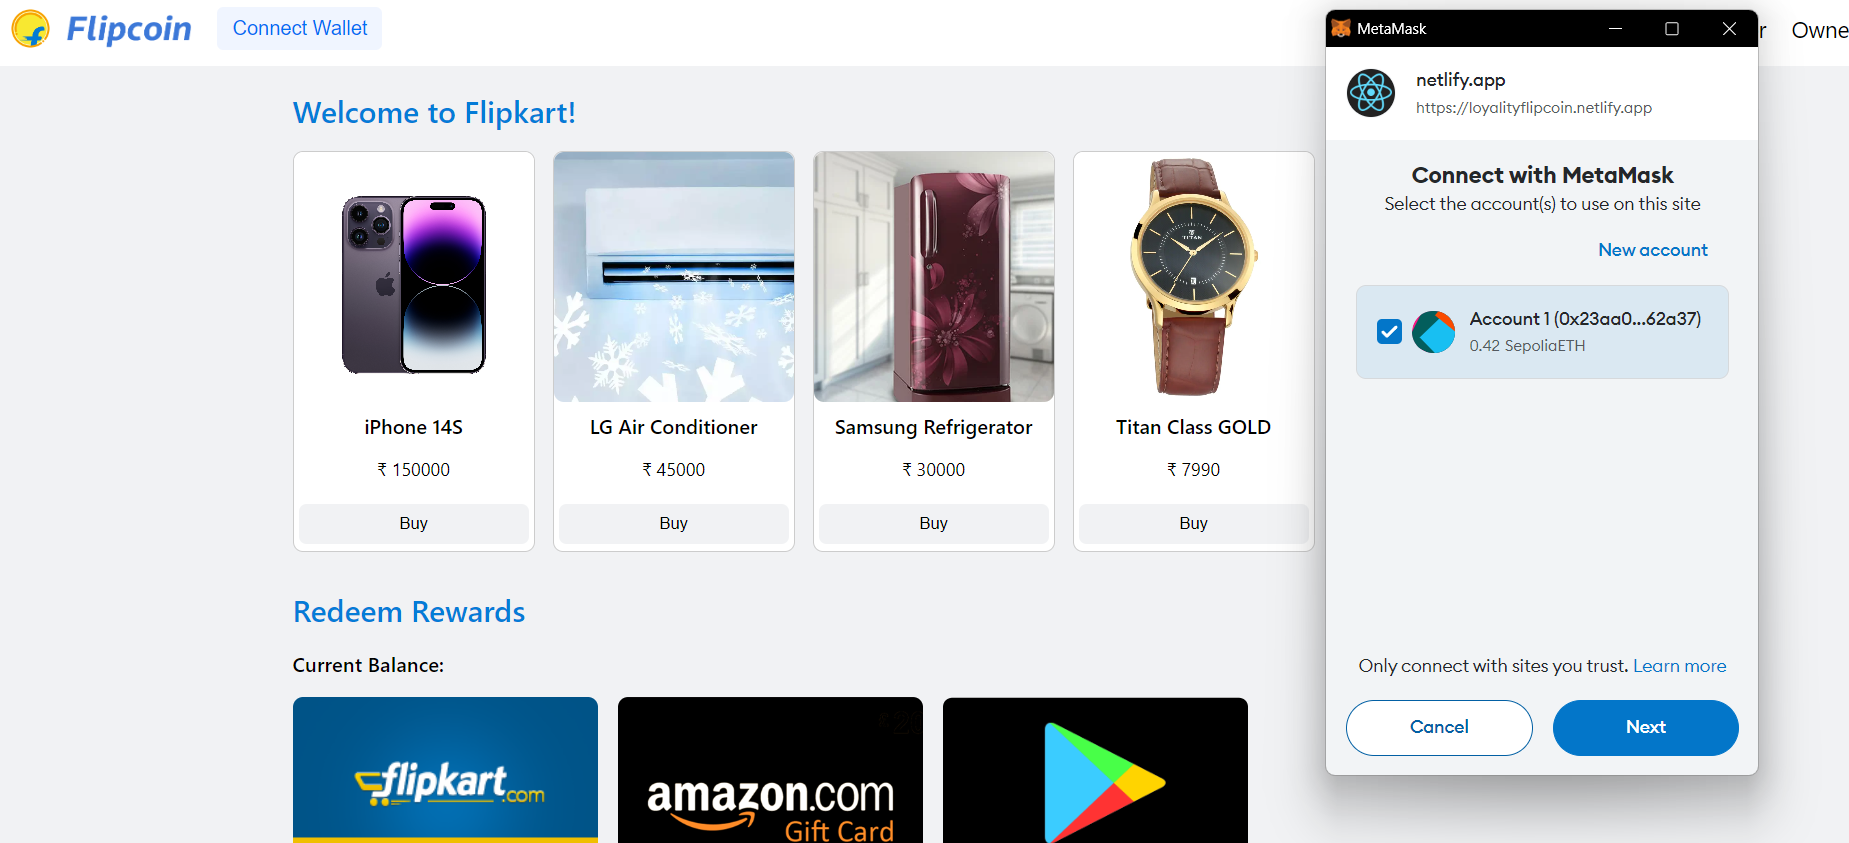 Flipcoin
Connect Wallet
r
Owne
Welcome to Flipkart!
iPhone 14S
₹ 150000
Buy
LG Air Conditioner
₹ 45000
Buy
TITAN
Samsung Refrigerator
₹ 30000
Buy
Titan Class GOLD
₹ 7990
Buy
Redeem Rewards
Current Balance:
flipkart.com
amazon.com
Gift Card
MetaMask
netlify.app
https://loyalityflipcoin.netlify.app
Connect with MetaMask
Select the account(s) to use on this site
New account
Account 1 (0x23aa0...62a37)
0.42 SepoliaETH
Only connect with sites you trust. Learn more
Cancel
Next